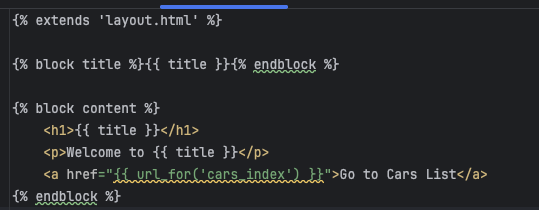 {% extends 'layout.html' %}
{% block title %}{{ title }}{% endblock %}
{% block content %}
    <h1>{{ title }}</h1>
    <p>Welcome to {{ title }}</p>
    <a href="{{ url_for('cars_index') }}">Go to Cars List</a>
{% endblock %}